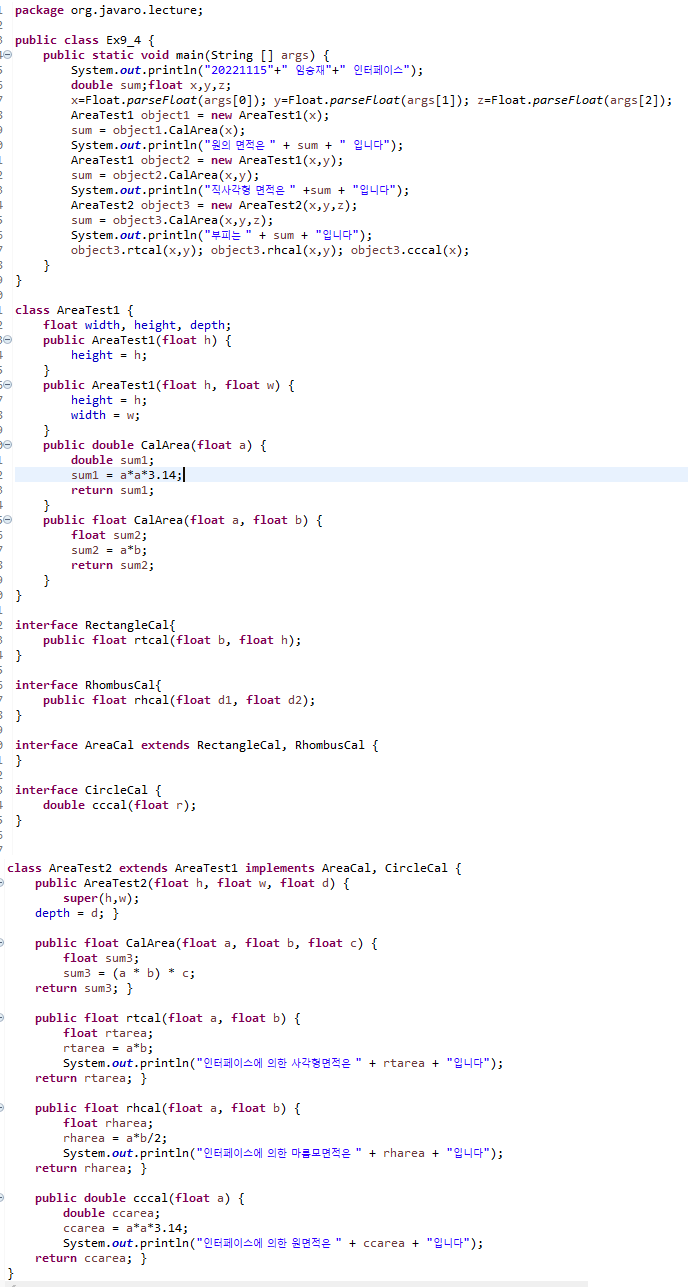 package org.javaro.lecture;
public class Ex9_4 {
public static void main(String [] args) {
System.out.println("20221115"+" 임승재"+" 인터페이스");
double sum;float x,y,z;
x=Float.parseFloat(args[0]); y=Float.parseFloat(args[1]); z=Float.parseFloat(args[2]);
AreaTest1 object1 = new AreaTest1(x);
sum = object1.CalArea(x);
System.out.println("원의 면적은 " + sum + " 입니다");
AreaTest1 object2 = new AreaTest1(x,y);
sum = object2.CalArea(x,y);
System.out.println("직사각형 면적은 " +sum + "입니다");
AreaTest2 object3 = new AreaTest2(x,y,z);
sum = object3.CalArea(x,y,z);
System.out.println("부피는 " + sum + "입니다");
object3.rtcal(x,y); object3.rhcal(x,y); object3.cccal(x);
}
}
class AreaTest1 {
float width, height, depth;
public AreaTest1(float h) {
height = h;
}
public AreaTest1(float h, float w) {
height = h;
width = w;
}
public double CalArea(float a) {
double sum1;
sum1 = a*a*3.14;
return sum1;
}
public float CalArea(float a, float b) {
float sum2;
sum2 = a*b;
return sum2;
}
}
interface RectangleCal{
public float rtcal(float b, float h);
}
interface RhombusCal{
public float rhcal(float d1, float d2);
}
interface AreaCal extends RectangleCal, RhombusCal {
}
interface CircleCal {
double cccal(float r);
}
class AreaTest2 extends AreaTest1 implements AreaCal, CircleCal {
public AreaTest2(float h, float w, float d) {
super(h,w);
depth = d; }
public float CalArea(float a, float b, float c) {
float sum3;
sum3 = (a * b) * c;
return sum3; }
public float rtcal(float a, float b) {
float rtarea;
rtarea = a*b;
System.out.println("인터페이스에 의한 사각형면적은 " + rtarea + "입니다");
return rtarea; }
public float rhcal(float a, float b) {
float rharea;
rharea = a*b/2;
System.out.println("인터페이스에 의한 마름모면적은 " + rharea + "입니다");
return rharea; }
public double cccal(float a) {
double ccarea;
ccarea = a*a*3.14;
System.out.println("인터페이스에 의한 원면적은 " + ccarea + "입니다");
return ccarea; }
}